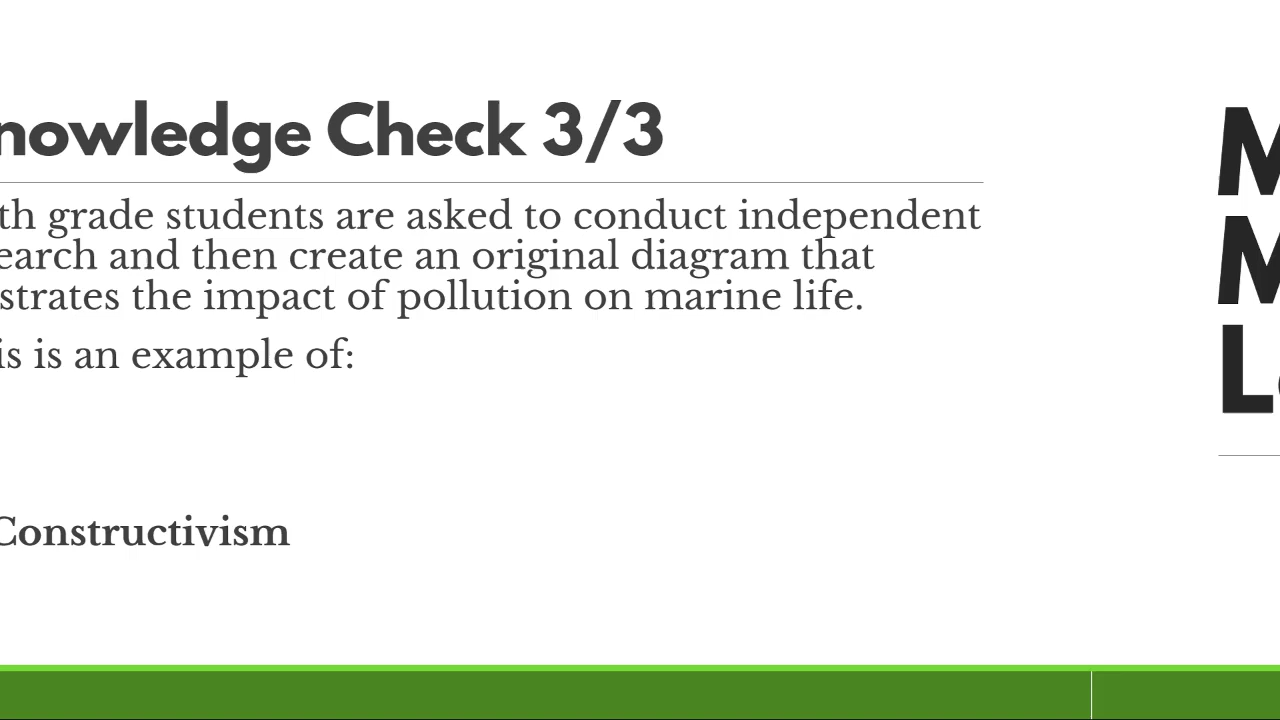 nowledge Check 3/3
th grade students are asked to conduct independent
earch and then create an original diagram that
strates the impact of pollution on marine life.
is is an example of:
Constructivism
M
M
L